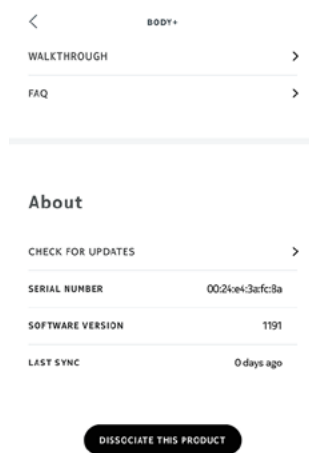 BODY+
WALKTHROUGH
FAQ
About
CHECK FOR UPDATES
SERIAL NUMBER 00:24:e4:3a:fc:8a
SOFTWARE VERSION 1191
LAST SYNC 0 days ago
DISSOCIATE THIS PRODUCT